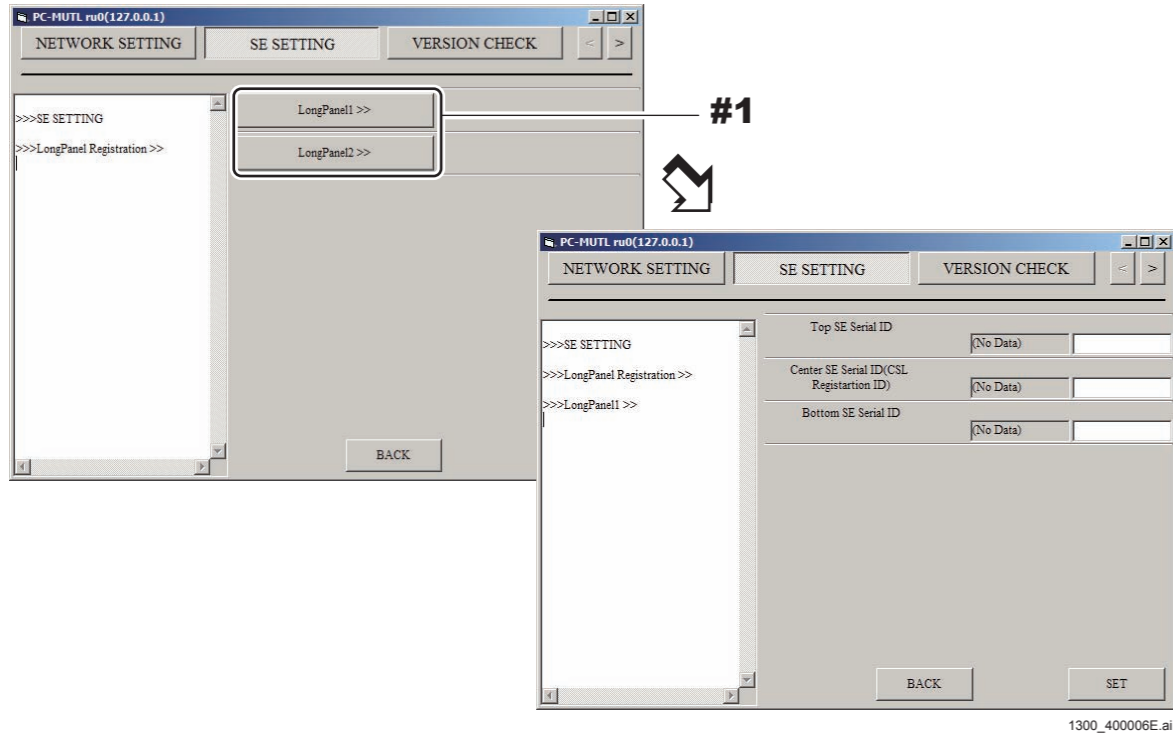 PC-MUTL ru0(127.0.0.1)
NETWORK SETTING
SE SETTING
VERSION CHECK
<
>
>>>SE SETTING
>>>LongPanel Registration >>
LongPanel1 >>
LongPanel2 >>
BACK
#1
PC-MUTL ru0(127.0.0.1)
NETWORK SETTING
SE SETTING
VERSION CHECK
<
>
>>>SE SETTING
>>>LongPanel Registration >>
>>>LongPanel1 >>
Top SE Serial ID
(No Data)
Center SE Serial ID(CSL
Registartion ID)
(No Data)
Bottom SE Serial ID
(No Data)
BACK
SET
1300_400006E.ai